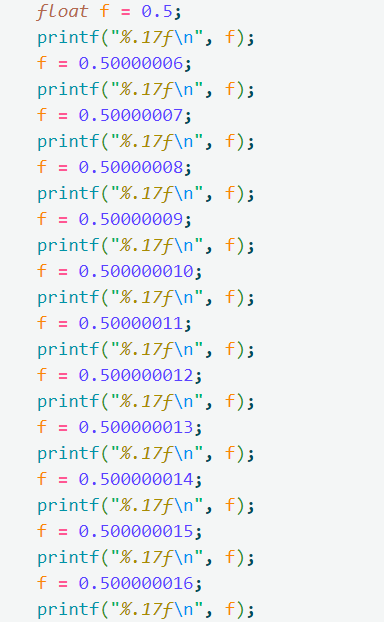 float f = 0.5;
printf("%.17f\n", f);
f = 0.50000006;
printf("%.17f\n", f);
f = 0.50000007;
printf("%.17f\n", f);
f = 0.50000008;
printf("%.17f\n", f);
f = 0.50000009;
printf("%.17f\n", f);
f = 0.500000010;
printf("%.17f\n", f);
f = 0.50000011;
printf("%.17f\n", f);
f = 0.500000012;
printf("%.17f\n", f);
f = 0.500000013;
printf("%.17f\n", f);
f = 0.500000014;
printf("%.17f\n", f);
f = 0.500000015;
printf("%.17f\n", f);
f = 0.500000016;
printf("%.17f\n", f);